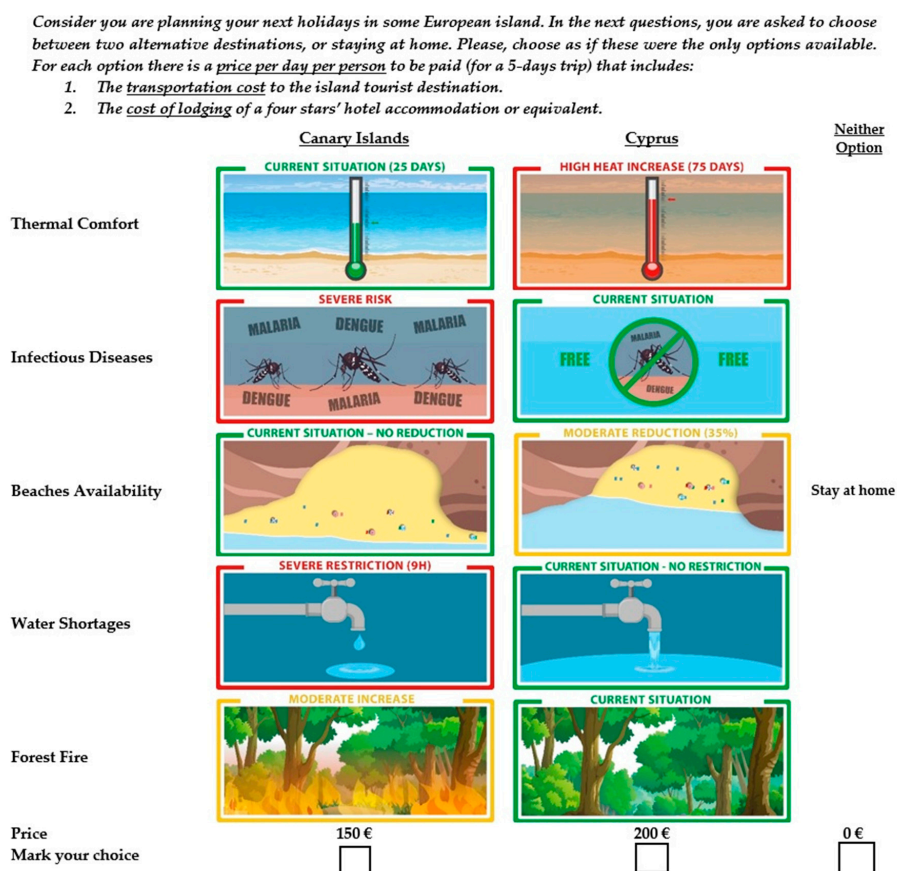 Consider you are planning your next holidays in some European island. In the next questions, you are asked to choose
between two alternative destinations, or staying at home. Please, choose as if these were the only options available.
For each option there is a price per day per person to be paid (for a 5-days trip) that includes:
1. The transportation cost to the island tourist destination.
2. The cost of lodging of a four stars' hotel accommodation or equivalent.
Canary Islands Cyprus Neither
Option
CURRENT SITUATION (25 DAYS) HIGH HEAT INCREASE (75 DAYS)
Thermal Comfort
SEVERE RISK CURRENT SITUATION
MALARIA DENGUE MALARIA MALARIA
Infectious Diseases FREE FREE
DENGUE MALARIA DENGUE DENGUE
CURRENT SITUATION – NO REDUCTION MODERATE REDUCTION (35%)
Beaches Availability Stay at home
SEVERE RESTRICTION (9H) CURRENT SITUATION - NO RESTRICTION
Water Shortages
MODERATE INCREASE CURRENT SITUATION
Forest Fire
Price 150 € 200 € 0 €
Mark your choice